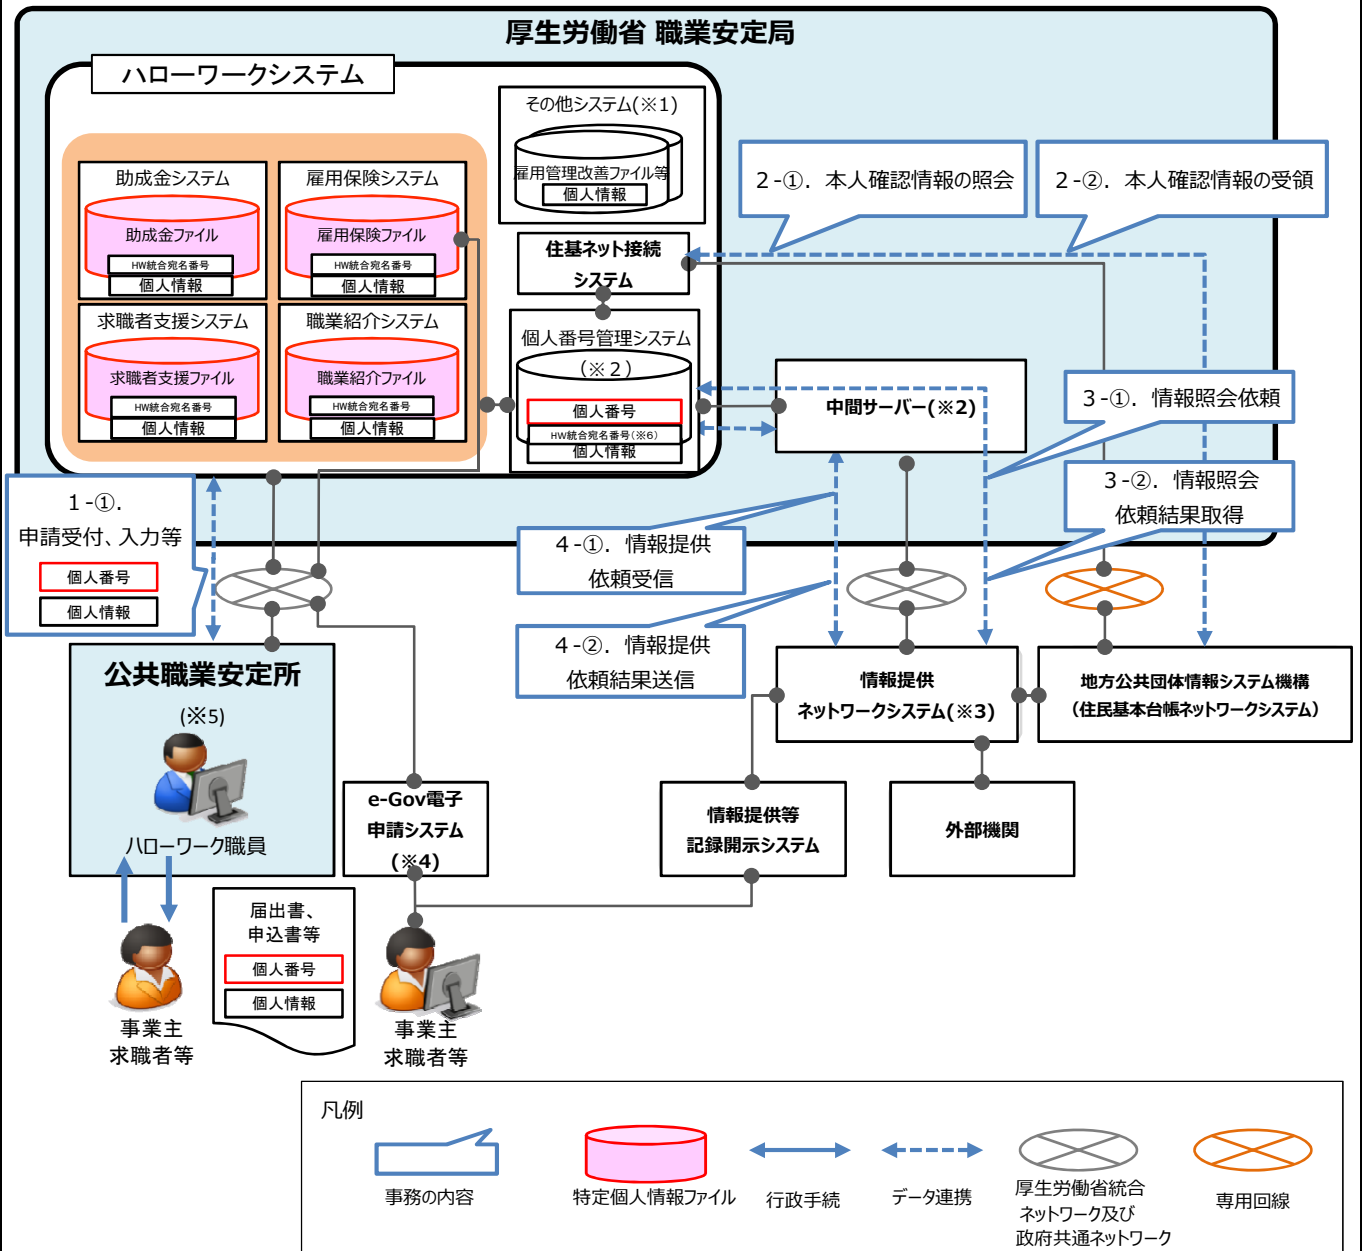 厚生労働省 職業安定局
ハローワークシステム
その他システム(※1)
雇用管理改善ファイル等
個人情報
助成金システム
助成金ファイル
HW統合宛名番号
個人情報
雇用保険システム
雇用保険ファイル
HW統合宛名番号
個人情報
求職者支援システム
求職者支援ファイル
HW統合宛名番号
個人情報
職業紹介システム
職業紹介ファイル
HW統合宛名番号
個人情報
住基ネット接続
システム
個人番号管理システム
(※２)
個人番号
HW統合宛名番号(※6)
個人情報
中間サーバー(※2)
２-①．本人確認情報の照会
２-②．本人確認情報の受領
３-①．情報照会依頼
３-②．情報照会
依頼結果取得
１-①．
申請受付、入力等
個人番号
個人情報
４-①．情報提供
依頼受信
４-②．情報提供
依頼結果送信
公共職業安定所
(※5)
ハローワーク職員
情報提供
ネットワークシステム(※3)
地方公共団体情報システム機構
（住民基本台帳ネットワークシステム）
e-Gov電子
申請システム
(※4)
情報提供等
記録開示システム
外部機関
届出書、
申込書等
個人番号
個人情報
事業主
求職者等
事業主
求職者等
凡例
事務の内容
特定個人情報ファイル
行政手続
データ連携
厚生労働省統合
ネットワーク及び
政府共通ネットワーク
専用回線